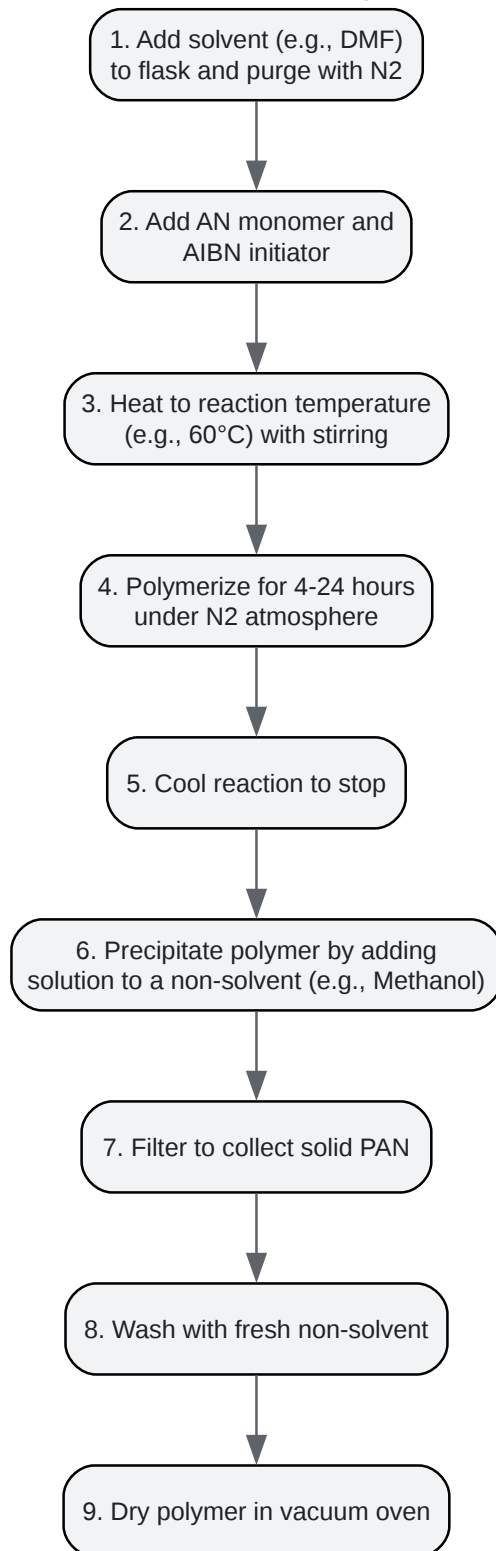 1. Add solvent (e.g., DMF)
to flask and purge with N2
2. Add AN monomer and
AIBN initiator
3. Heat to reaction temperature
(e.g., 60°C) with stirring
4. Polymerize for 4-24 hours
under N2 atmosphere
5. Cool reaction to stop
6. Precipitate polymer by adding
solution to a non-solvent (e.g., Methanol)
7. Filter to collect solid PAN
8. Wash with fresh non-solvent
9. Dry polymer in vacuum oven